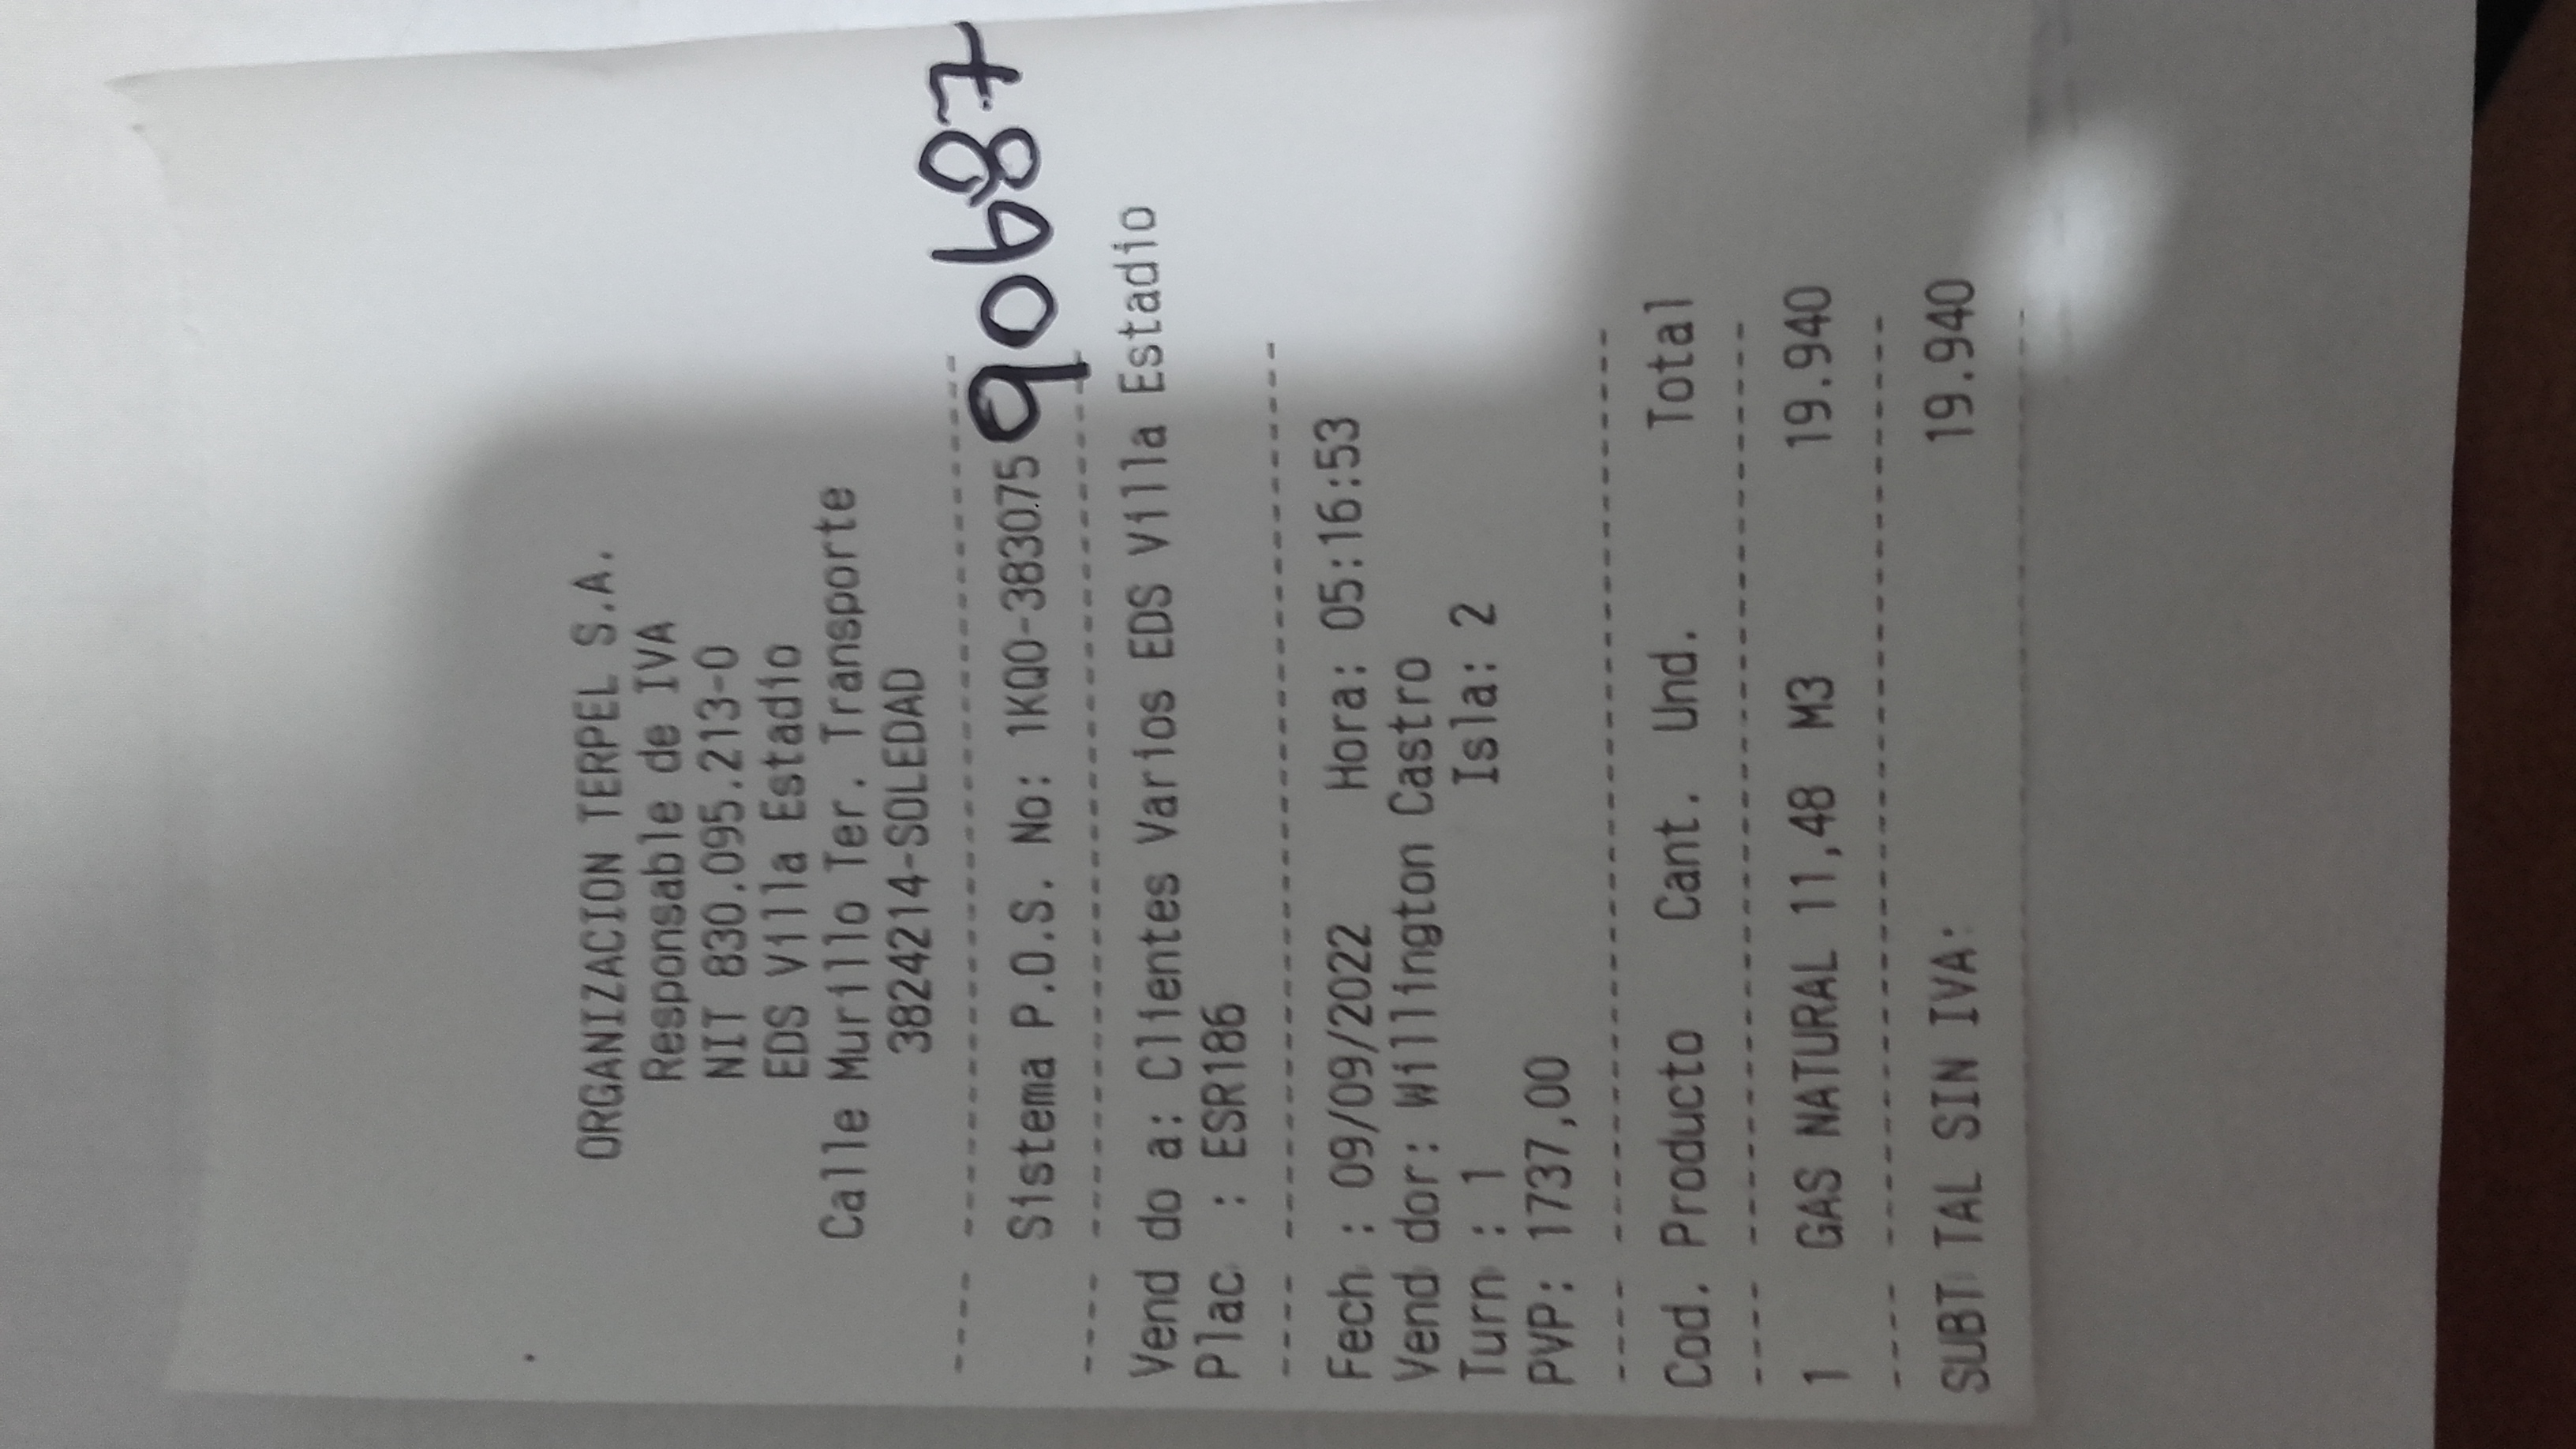 ORGANIZACION TERPEL S.A.
Responsable de IVA
NIT 830.095.213-0
EDS Villa Estadio
Calle Murillo Ter. Transporte
3824214-SOLEDAD
Sistema P.O.S. No: 1KQ0-383075 90b87
Vend do a: Clientes Varios EDS Villa Estadio
Plac : ESR186
Fech : 09/09/2022 Hora: 05:16:53
Vend dor: Willington Castro
Turn : 1 Isla: 2
PVP: 1737,00
Cod. Producto Cant. Und. Total
1 GAS NATURAL 11,48 M3 19.940
SUBT TAL SIN IVA: 19.940